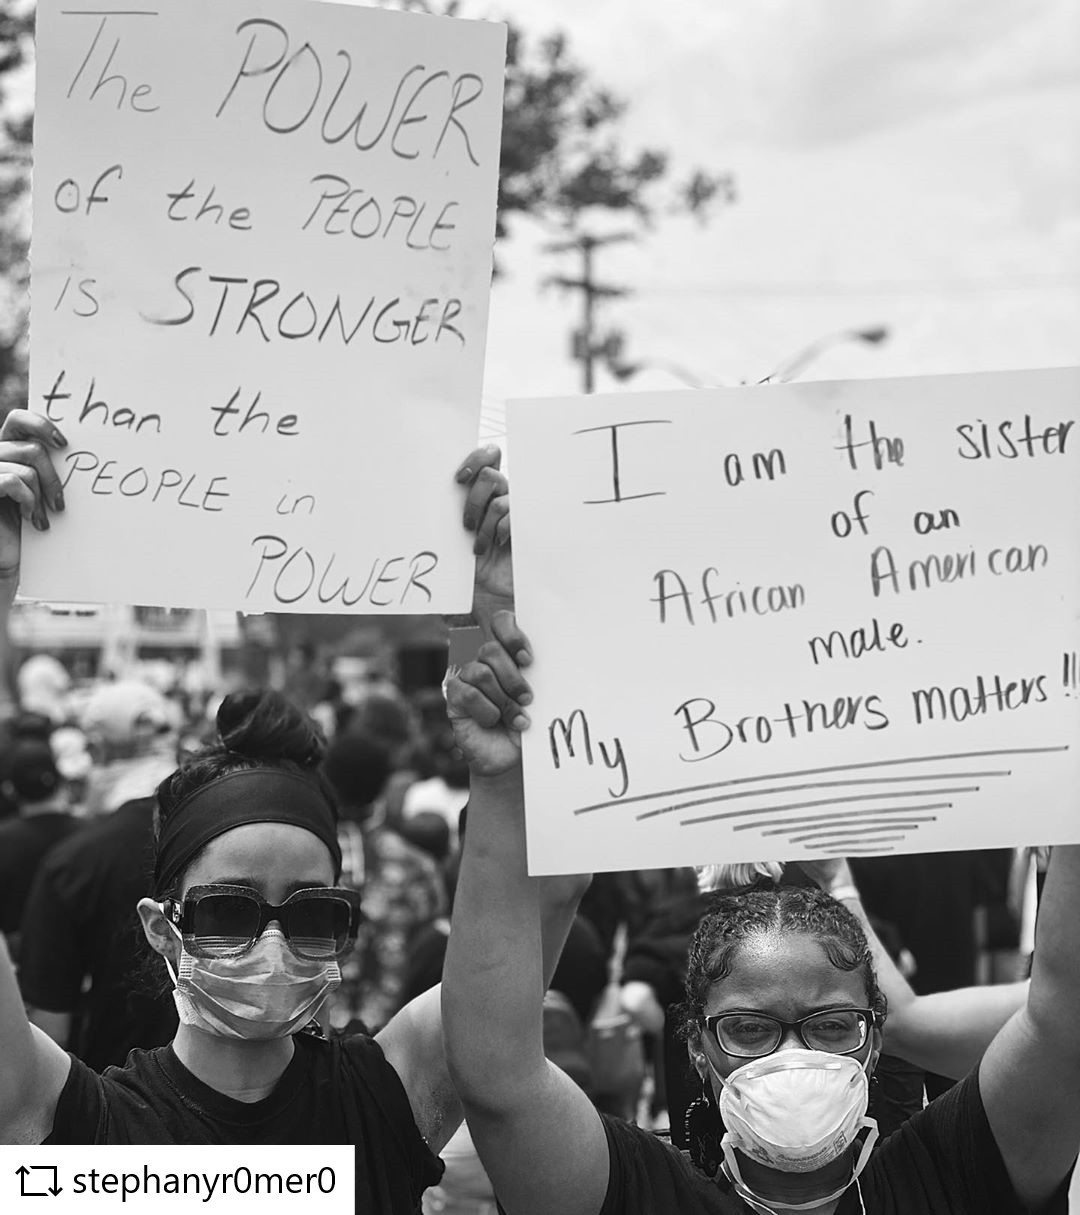 The POWER
of the PEOPLE
is STRONGER
than the
PEOPLE in
POWER
I am the sister
of an
African American
male.
My Brothers matters!!!
stephanyr0mer0